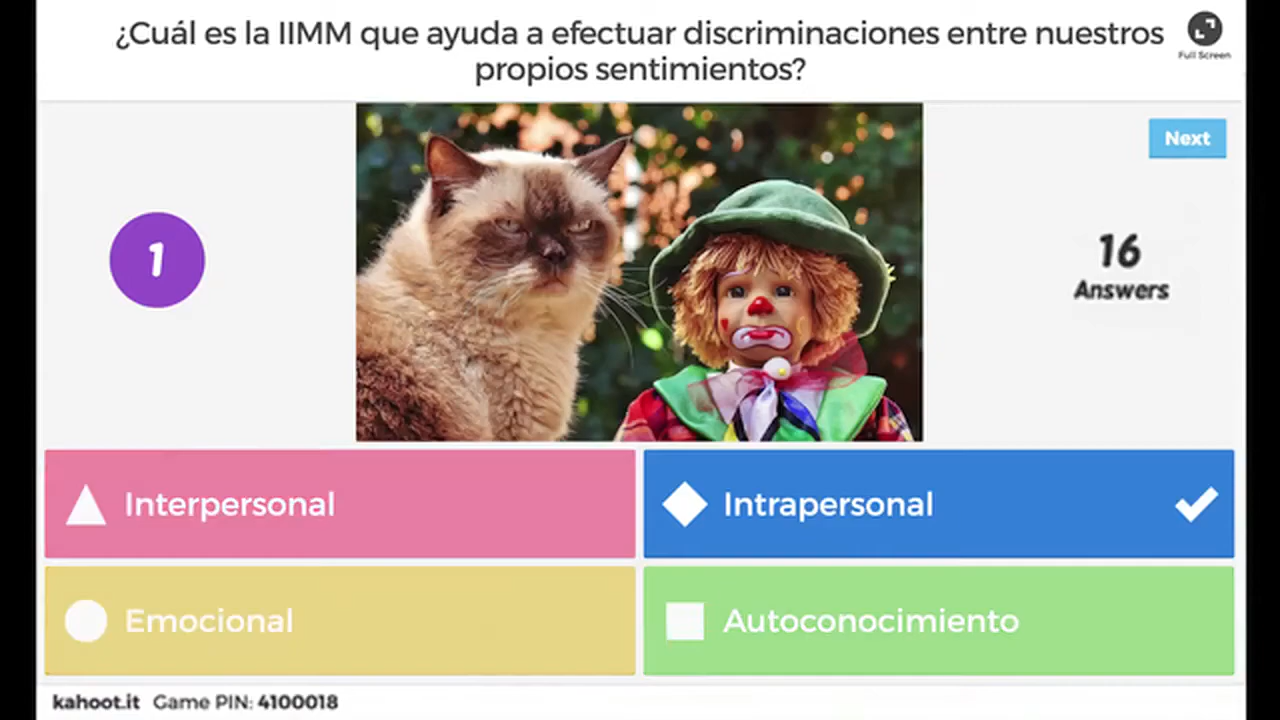 ¿Cuál es la IIMM que ayuda a efectuar discriminaciones entre nuestros
propios sentimientos?
Full Screen
Next
1
16
Answers
Interpersonal
Intrapersonal
Emocional
Autoconocimiento
kahoot.it Game PIN: 4100018